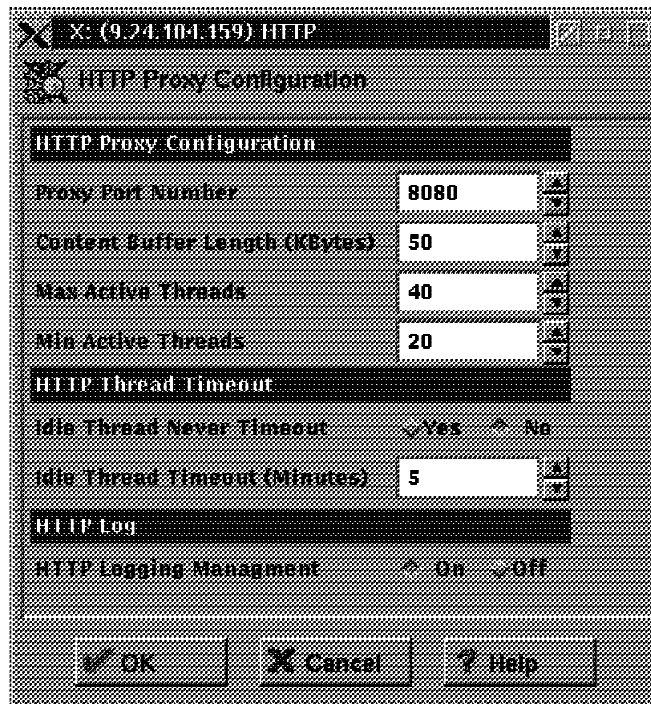 X: (9.24.104.159) HTTP
HTTP Proxy Configuration
HTTP Proxy Configuration
Proxy Port Number 8080
Content Buffer Length (KBytes) 50
Max Active Threads 40
Min Active Threads 20
HTTP Thread Timeout
Idle Thread Never Timeout Yes No
Idle Thread Timeout (Minutes) 5
HTTP Log
HTTP Logging Managment On Off
OK Cancel ? Help